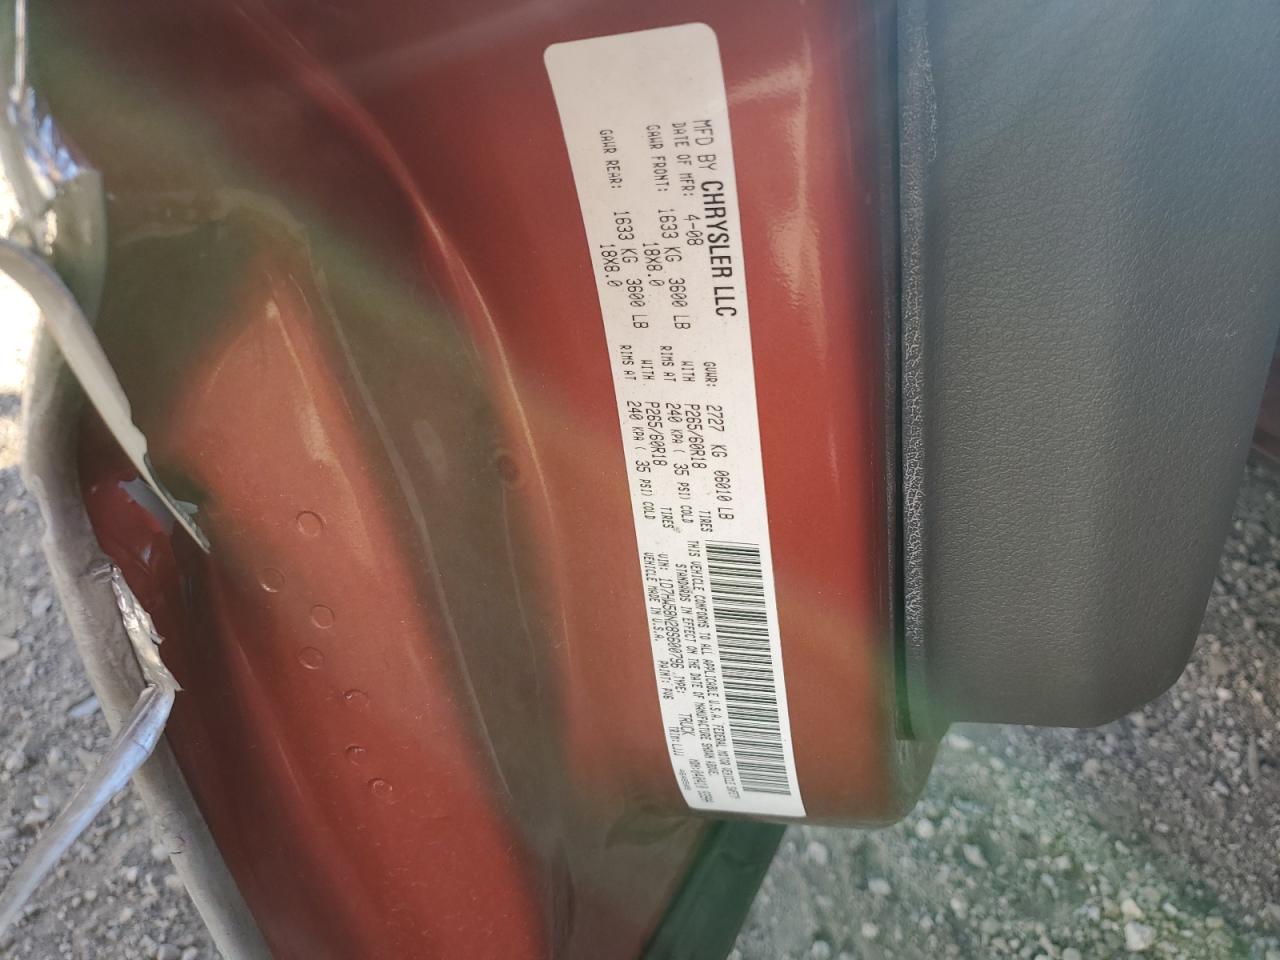 MFD BY CHRYSLER LLC
DATE OF MFR: 4-08 GVWR: 2727 KG 06010 LB
GAWR FRONT: 1633 KG 3600 LB WITH P265/60R18 TIRES
18X8.0 RIMS AT 240 KPA ( 35 PSI) COLD
GAWR REAR: 1633 KG 3600 LB WITH P265/60R18 TIRES
18X8.0 RIMS AT 240 KPA ( 35 PSI) COLD
THIS VEHICLE CONFORMS TO ALL APPLICABLE U.S.A. FEDERAL MOTOR VEHICLE SAFETY
STANDARDS IN EFFECT ON THE DATE OF MANUFACTURE SHOWN ABOVE.
VIN: 1D7HW58N28S600796 TYPE: TRUCK
VEHICLE MADE IN U.S.A. PAINT: TRIM: